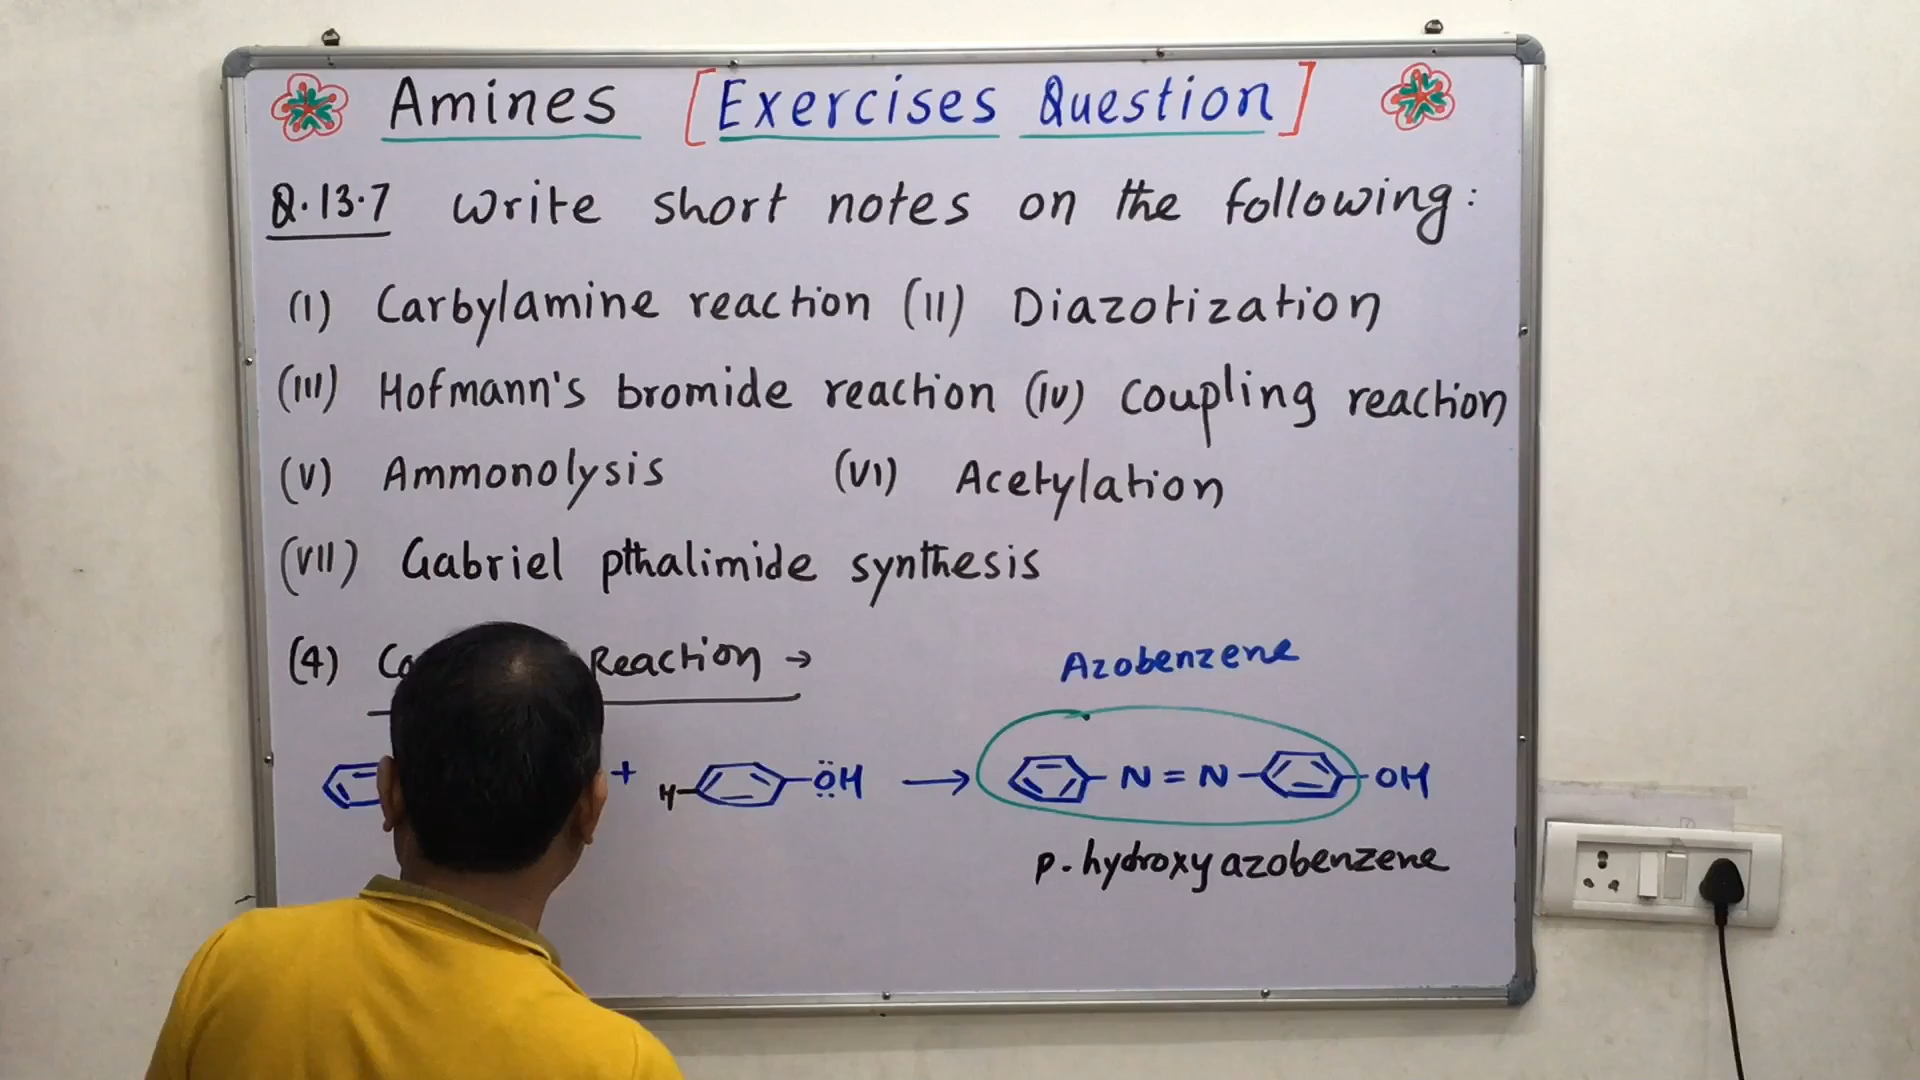 Amines [Exercises Question]
Q.13.7 Write short notes on the following:
(I) Carbylamine reaction (II) Diazotization
(III) Hofmann's bromide reaction (IV) Coupling reaction
(V) Ammonolysis (VI) Acetylation
(VII) Gabriel pthalimide synthesis
(4) Reaction →
Azobenzene
+ H- -ÖH → -N=N- -OH
p. hydroxy azobenzene